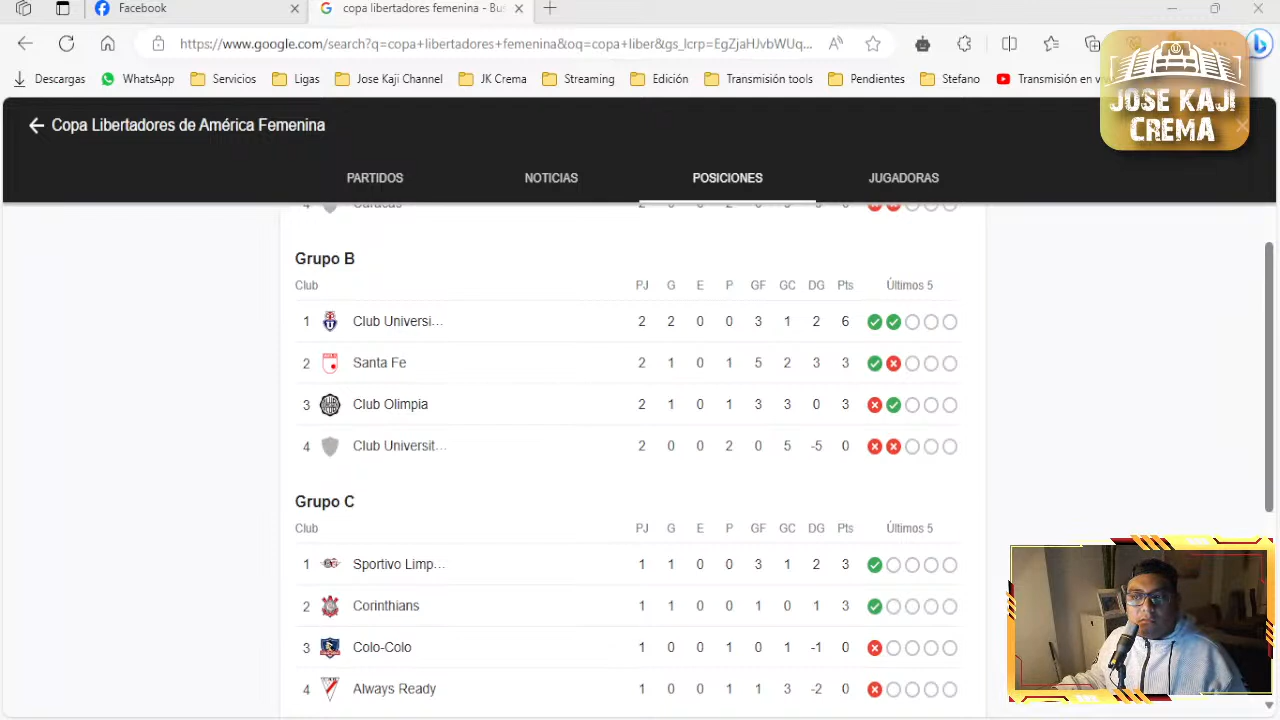 Facebook
copa libertadores femenina - Bus
https://www.google.com/search?q=copa+libertadores+femenina&oq=copa+liber&gs_lcrp=EgZjaHJvbWUq...
Descargas WhatsApp Servicios Ligas Jose Kaji Channel JK Crema Streaming Edición Transmisión todos Pendientes Stefano Transmisión en v
JOSE KAJI
CREMA
Copa Libertadores de América Femenina
PARTIDOS NOTICIAS POSICIONES JUGADORAS
Grupo B
Club PJ G E P GF GC DG Pts Últimos 5
1 Club Universi... 2 2 0 0 3 1 2 6
2 Santa Fe 2 1 0 1 5 2 3 3
3 Club Olimpia 2 1 0 1 3 3 0 3
4 Club Universit... 2 0 0 2 0 5 -5 0
Grupo C
Club PJ G E P GF GC DG Pts Últimos 5
1 Sportivo Limp... 1 1 0 0 3 1 2 3
2 Corinthians 1 1 0 0 1 0 1 3
3 Colo-Colo 1 0 0 1 0 1 -1 0
4 Always Ready 1 0 0 1 1 3 -2 0